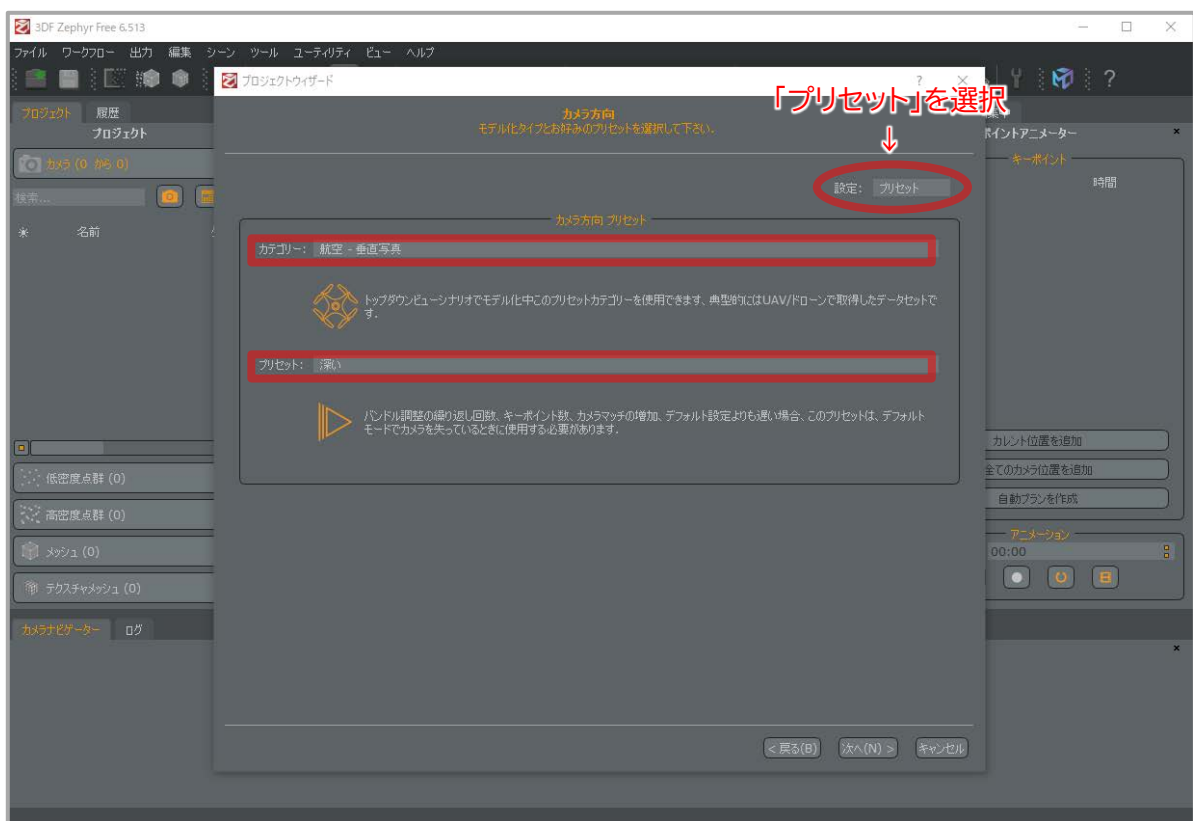 3DF Zephyr Free 6.513
ファイル ワークフロー 出力 編集 シーン ツール ユーティリティ ビュー ヘルプ
プロジェクトウィザード ? ×
?
「プリセット」を選択
↓
プロジェクト 履歴
プロジェクト
カメラ方向
モデル化タイプとお好みのプリセットを選択して下さい.
ポイントアニメーター
カメラ (0 から 0)
キーポイント
検索...
設定: プリセット
時間
名前
カメラ方向 プリセット
カテゴリー: 航空 - 垂直写真
トップダウンビューシナリオでモデル化中このプリセットカテゴリーを使用できます、典型的にはUAV/ドローンで取得したデータセットで
す.
プリセット: 深い
バンドル調整の繰り返し回数、キーポイント数、カメラマッチの増加、デフォルト設定よりも遅い場合、このプリセットは、デフォルト
モードでカメラを失っているときに使用する必要があります.
カレント位置を追加
低密度点群 (0)
全てのカメラ位置を追加
自動プランを作成
高密度点群 (0)
アニメーション
メッシュ (0)
00:00
テクスチャメッシュ (0)
カメラナビゲーター ログ
< 戻る(B) 次へ(N) > キャンセル